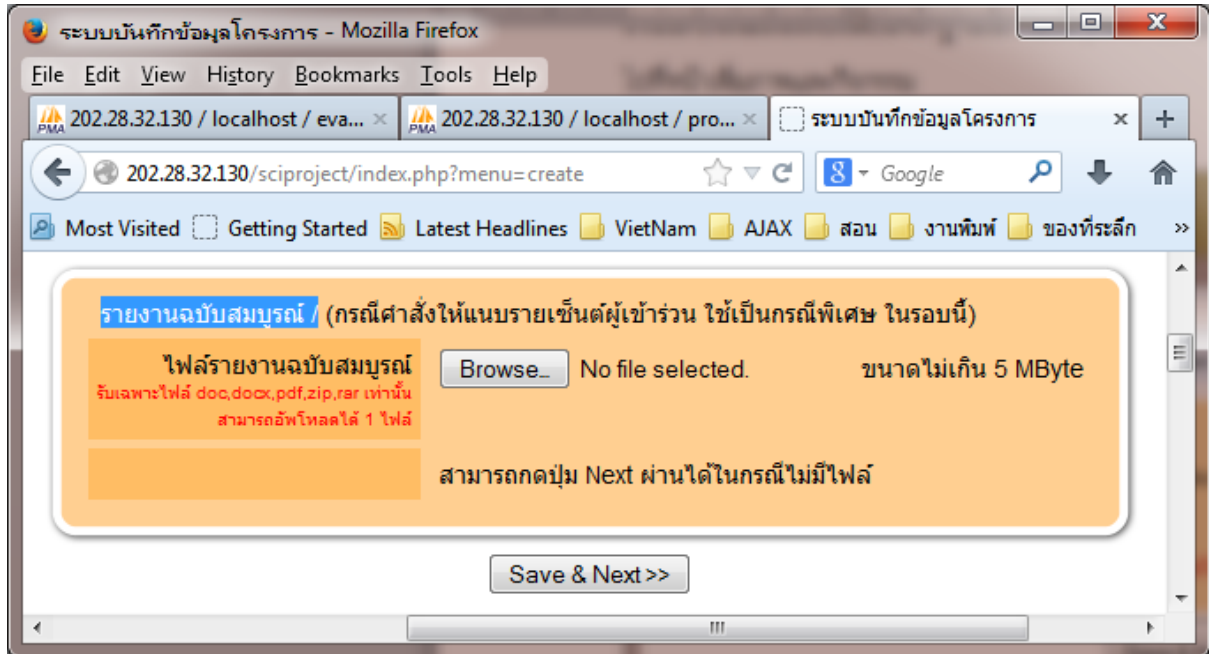 ระบบบันทึกข้อมูลโครงการ - Mozilla Firefox
File Edit View History Bookmarks Tools Help
PMA 202.28.32.130 / localhost / eva... × PMA 202.28.32.130 / localhost / pro... × ระบบบันทึกข้อมูลโครงการ × +
202.28.32.130/sciproject/index.php?menu=create 8 Google
Most Visited Getting Started Latest Headlines VietNam AJAX สอน งานพิมพ์ ของที่ระลึก »
รายงานฉบับสมบูรณ์ / (กรณีคำสั่งให้แนบรายเซ็นต์ผู้เข้าร่วม ใช้เป็นกรณีพิเศษ ในรอบนี้)
ไฟล์รายงานฉบับสมบูรณ์ Browse_ No file selected. ขนาดไม่เกิน 5 MByte
รับเฉพาะไฟล์ doc,docx,pdf,zip,rar เท่านั้น
สามารถอัพโหลดได้ 1 ไฟล์
สามารถกดปุ่ม Next ผ่านได้ในกรณีไม่มีไฟล์
Save & Next>>